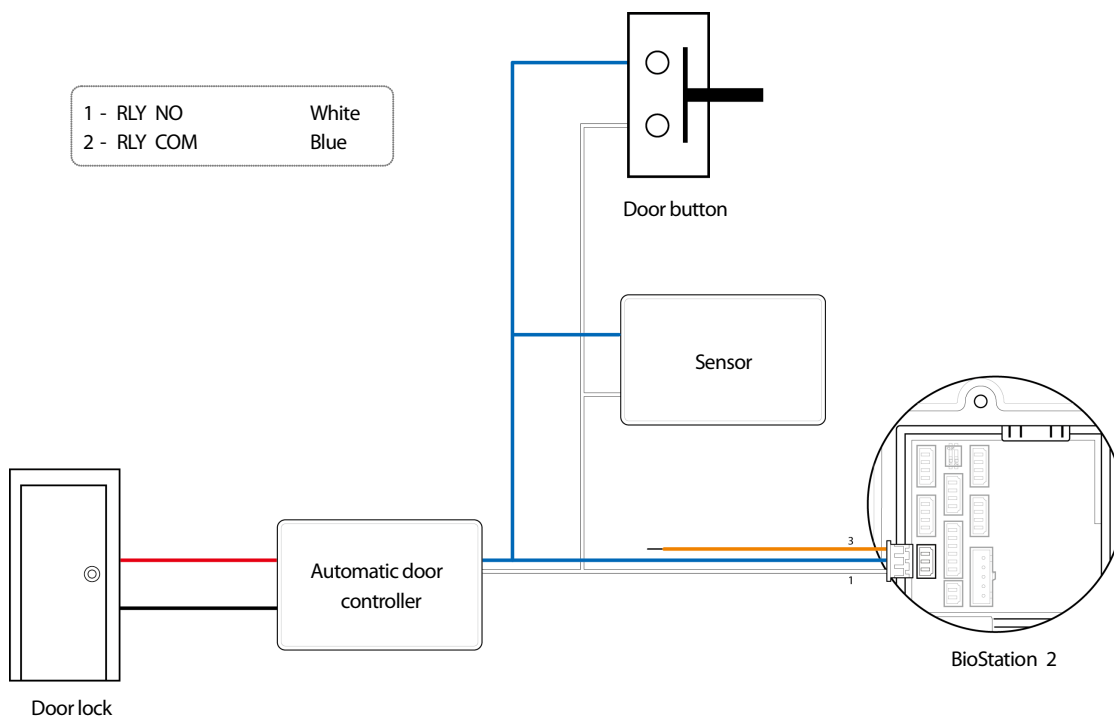 1 - RLY NO White
2 - RLY COM Blue
Door button
Sensor
Automatic door
controller
3
1
BioStation 2
Door lock